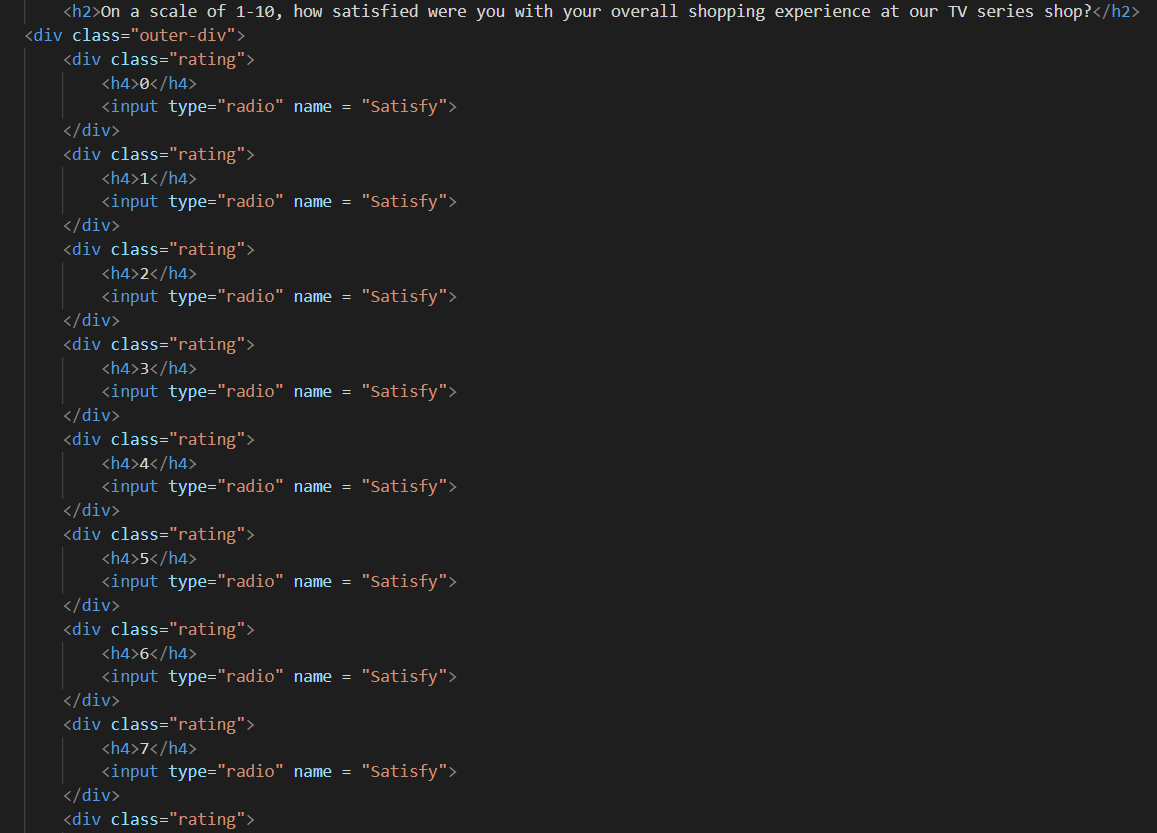 <h2>On a scale of 1-10, how satisfied were you with your overall shopping experience at our TV series shop?</h2>
<div class="outer-div">
<div class="rating">
<h4>0</h4>
<input type="radio" name = "Satisfy">
</div>
<div class="rating">
<h4>1</h4>
<input type="radio" name = "Satisfy">
</div>
<div class="rating">
<h4>2</h4>
<input type="radio" name = "Satisfy">
</div>
<div class="rating">
<h4>3</h4>
<input type="radio" name = "Satisfy">
</div>
<div class="rating">
<h4>4</h4>
<input type="radio" name = "Satisfy">
</div>
<div class="rating">
<h4>5</h4>
<input type="radio" name = "Satisfy">
</div>
<div class="rating">
<h4>6</h4>
<input type="radio" name = "Satisfy">
</div>
<div class="rating">
<h4>7</h4>
<input type="radio" name = "Satisfy">
</div>
<div class="rating">